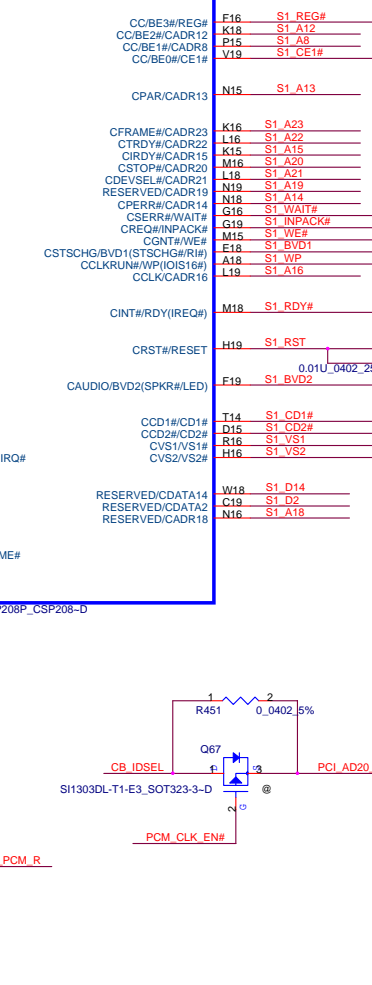 CC/BE3#/REG# F16 S1_REG#
CC/BE2#/CADR12 K18 S1_A12
CC/BE1#/CADR8 P15 S1_A8
CC/BE0#/CE1# V19 S1_CE1#
CPAR/CADR13 N15 S1_A13
CFRAME#/CADR23 K16 S1_A23
CTRDY#/CADR22 L16 S1_A22
CIRDY#/CADR15 K15 S1_A15
CSTOP#/CADR20 M16 S1_A20
CDEVSEL#/CADR21 L18 S1_A21
RESERVED/CADR19 N19 S1_A19
CPERR#/CADR14 N18 S1_A14
CSERR#/WAIT# G16 S1_WAIT#
CREQ#/INPACK# G19 S1_INPACK#
CGNT#/WE# M15 S1_WE#
CSTSCHG/BVD1(STSCHG#/RI#) E18 S1_BVD1
CCLKRUN#/WP(IOIS16#) A18 S1_WP
CCLK/CADR16 L19 S1_A16
CINT#/RDY(IREQ#) M18 S1_RDY#
CRST#/RESET H19 S1_RST
0.01U_0402_25
CAUDIO/BVD2(SPKR#/LED) F19 S1_BVD2
CCD1#/CD1# T14 S1_CD1#
CCD2#/CD2# D15 S1_CD2#
CVS1/VS1# R16 S1_VS1
IRQ# CVS2/VS2# H16 S1_VS2
RESERVED/CDATA14 W18 S1_D14
RESERVED/CDATA2 C19 S1_D2
RESERVED/CADR18 N16 S1_A18
ME#
208P_CSP208~D
1 2
R451 0_0402_5%
Q67
CB_IDSEL 1 D S 3 PCI_AD20
SI1303DL-T1-E3_SOT323-3~D @
2 G
PCM_CLK_EN#
PCM_R